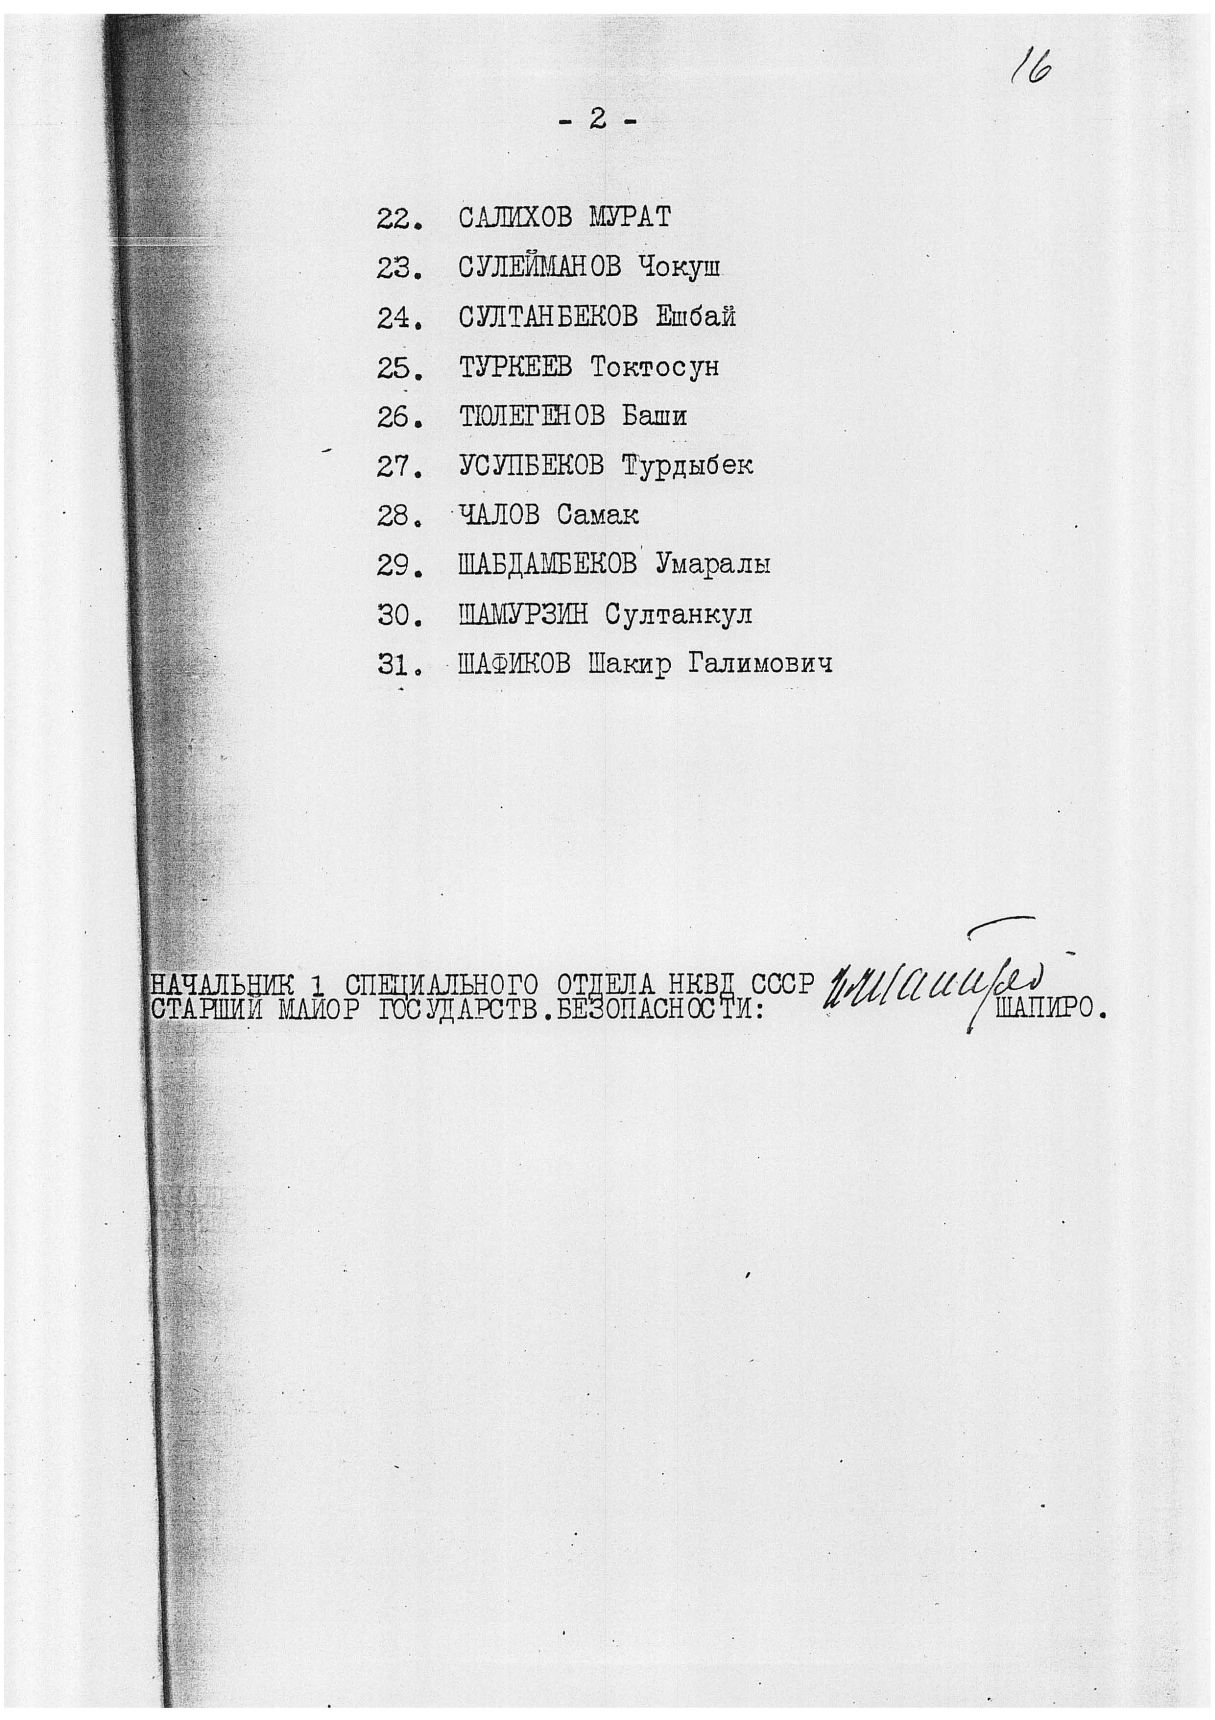 16
- 2 -
22. САЛИХОВ МУРАТ
23. СУЛЕЙМАНОВ Чокуш
24. СУЛТАНБЕКОВ Ешбай
25. ТУРКЕЕВ Токтосун
26. ТЮЛЕГЕНОВ Баши
27. УСУПБЕКОВ Турдыбек
28. ЧАЛОВ Самак
29. ШАБДАМБЕКОВ Умаралы
30. ШАМУРЗИН Султанкул
31. ШАФИКОВ Шакир Галимович
НАЧАЛЬНИК 1 СПЕЦИАЛЬНОГО ОТДЕЛА НКВД СССР
СТАРШИЙ МАЙОР ГОСУДАРСТВ.БЕЗОПАСНОСТИ: ШАПИРО.